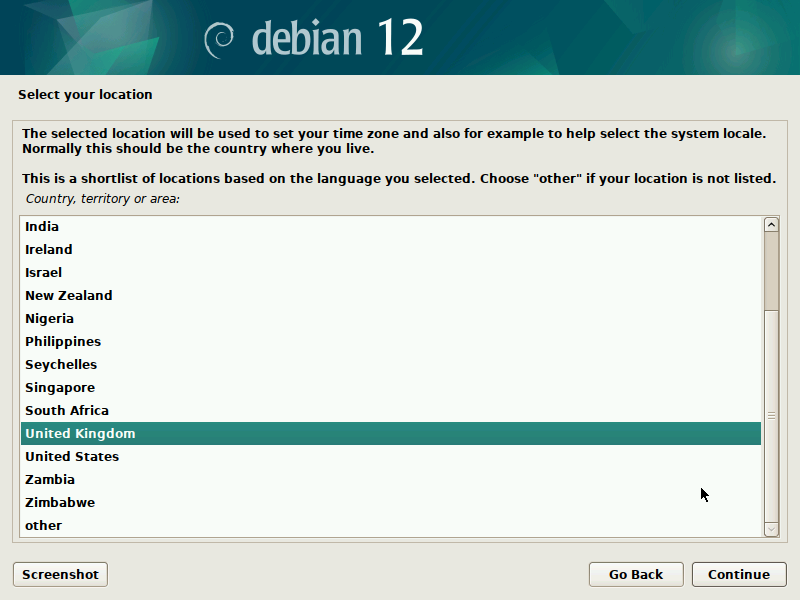 debian 12
Select your location
The selected location will be used to set your time zone and also for example to help select the system locale.
Normally this should be the country where you live.
This is a shortlist of locations based on the language you selected. Choose "other" if your location is not listed.
Country, territory or area:
India
Ireland
Israel
New Zealand
Nigeria
Philippines
Seychelles
Singapore
South Africa
United Kingdom
United States
Zambia
Zimbabwe
other
Screenshot
Go Back
Continue